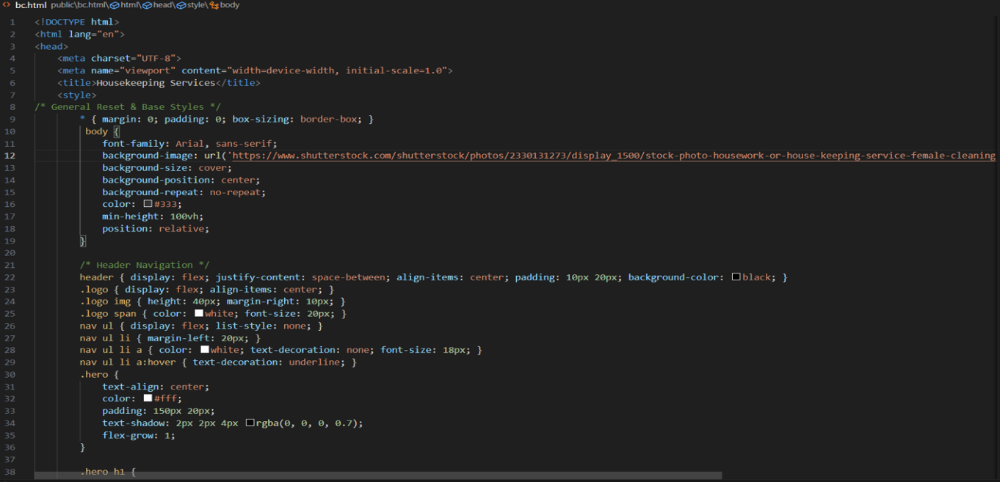 <> bc.html public\bc.html\html\head\style\body
1 <!DOCTYPE html>
2 <html lang="en">
3 <head>
4 <meta charset="UTF-8">
5 <meta name="viewport" content="width=device-width, initial-scale=1.0">
6 <title>Housekeeping Services</title>
7 <style>
8 /* General Reset & Base Styles */
9 * { margin: 0; padding: 0; box-sizing: border-box; }
10 body {
11 font-family: Arial, sans-serif;
12 background-image: url('https://www.shutterstock.com/shutterstock/photos/2330131273/display_1500/stock-photo-housework-or-house-keeping-service-female-cleaning
13 background-size: cover;
14 background-position: center;
15 background-repeat: no-repeat;
16 color: #333;
17 min-height: 100vh;
18 position: relative;
19 }
20
21 /* Header Navigation */
22 header { display: flex; justify-content: space-between; align-items: center; padding: 10px 20px; background-color: black; }
23 .logo { display: flex; align-items: center; }
24 .logo img { height: 40px; margin-right: 10px; }
25 .logo span { color: white; font-size: 20px; }
26 nav ul { display: flex; list-style: none; }
27 nav ul li { margin-left: 20px; }
28 nav ul li a { color: white; text-decoration: none; font-size: 18px; }
29 nav ul li a:hover { text-decoration: underline; }
30 .hero {
31 text-align: center;
32 color: #fff;
33 padding: 150px 20px;
34 text-shadow: 2px 2px 4px rgba(0, 0, 0, 0.7);
35 flex-grow: 1;
36 }
37
38 .hero h1 {